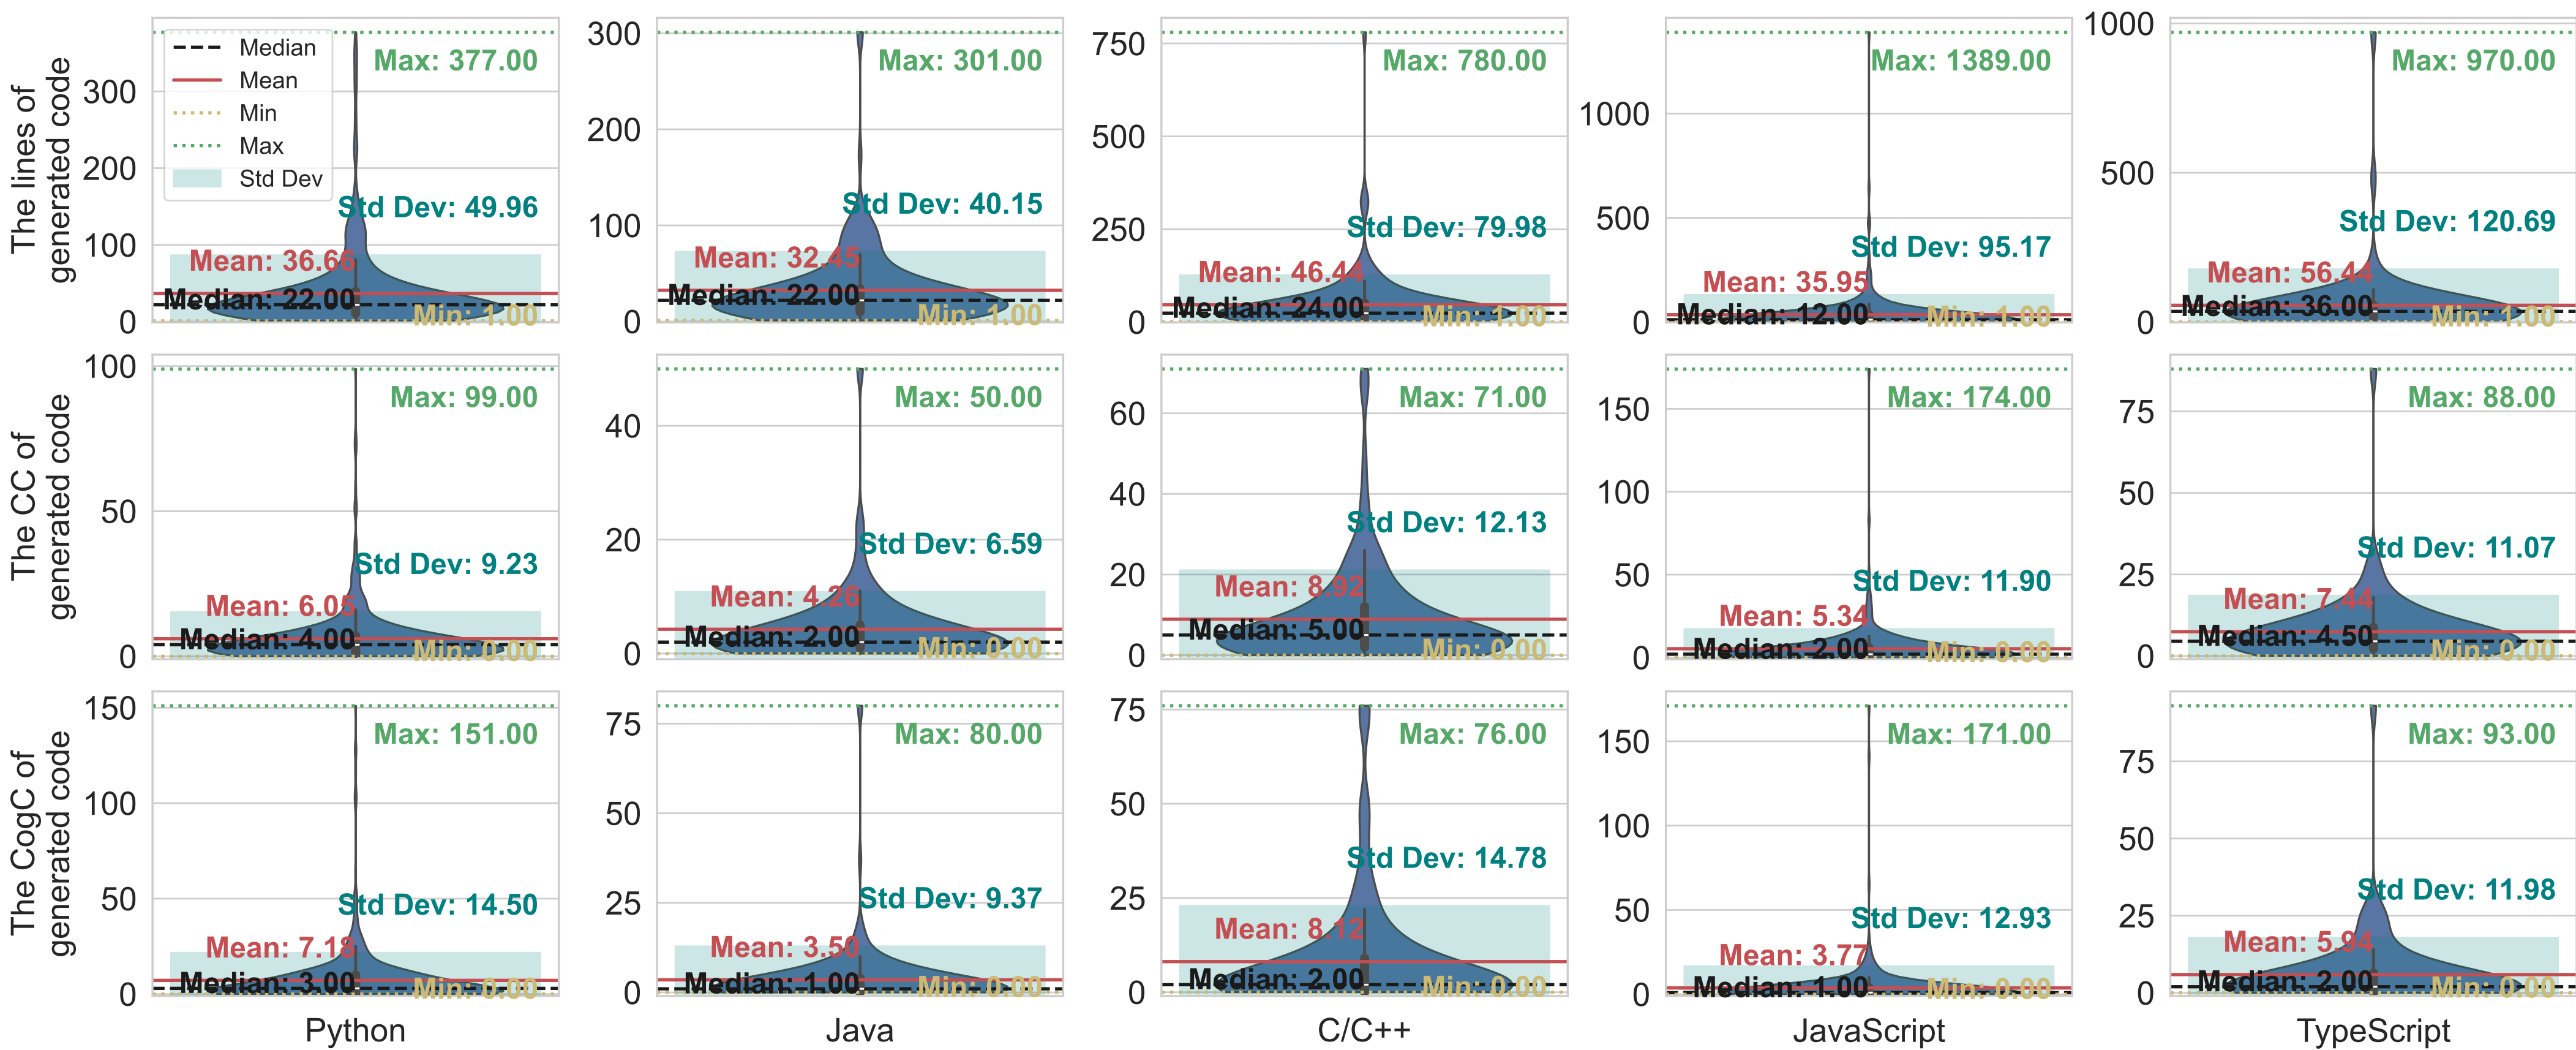 The lines of
generated code
300
200
100
0
Median
Mean
Min
Max
Std Dev
Max: 377.00
Std Dev: 49.96
Mean: 36.66
Median: 22.00
Min: 1.00
300
200
100
0
Max: 301.00
Std Dev: 40.15
Mean: 32.45
Median: 22.00
Min: 1.00
750
500
250
0
Max: 780.00
Std Dev: 79.98
Mean: 46.44
Median: 24.00
Min: 1.00
1000
500
0
Max: 1389.00
Std Dev: 95.17
Mean: 35.95
Median: 12.00
Min: 1.00
1000
500
0
Max: 970.00
Std Dev: 120.69
Mean: 56.44
Median: 36.00
Min: 1.00
The CC of
generated code
100
50
0
Max: 99.00
Std Dev: 9.23
Mean: 6.05
Median: 4.00
Min: 0.00
40
20
0
Max: 50.00
Std Dev: 6.59
Mean: 4.26
Median: 2.00
Min: 0.00
60
40
20
0
Max: 71.00
Std Dev: 12.13
Mean: 8.92
Median: 5.00
Min: 0.00
150
100
50
0
Max: 174.00
Std Dev: 11.90
Mean: 5.34
Median: 2.00
Min: 0.00
75
50
25
0
Max: 88.00
Std Dev: 11.07
Mean: 7.44
Median: 4.50
Min: 0.00
The CogC of
generated code
150
100
50
0
Max: 151.00
Std Dev: 14.50
Mean: 7.18
Median: 3.00
Min: 0.00
Python
75
50
25
0
Max: 80.00
Std Dev: 9.37
Mean: 3.50
Median: 1.00
Min: 0.00
Java
75
50
25
0
Max: 76.00
Std Dev: 14.78
Mean: 8.12
Median: 2.00
Min: 0.00
C/C++
150
100
50
0
Max: 171.00
Std Dev: 12.93
Mean: 3.77
Median: 1.00
Min: 0.00
JavaScript
75
50
25
0
Max: 93.00
Std Dev: 11.98
Mean: 5.94
Median: 2.00
Min: 0.00
TypeScript